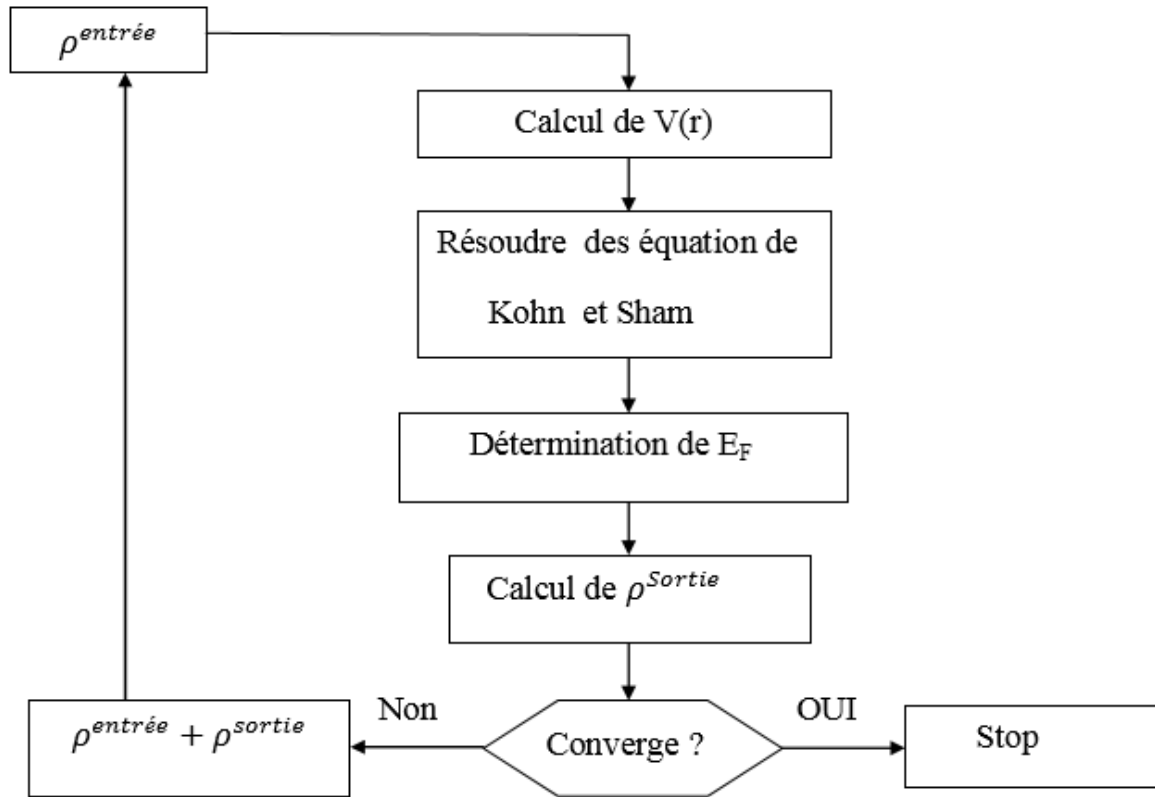 ρ^entrée
Calcul de V(r)
Résoudre des équation de
Kohn et Sham
Détermination de E_F
Calcul de ρ^Sortie
Non
OUI
ρ^entrée + ρ^sortie
Converge ?
Stop